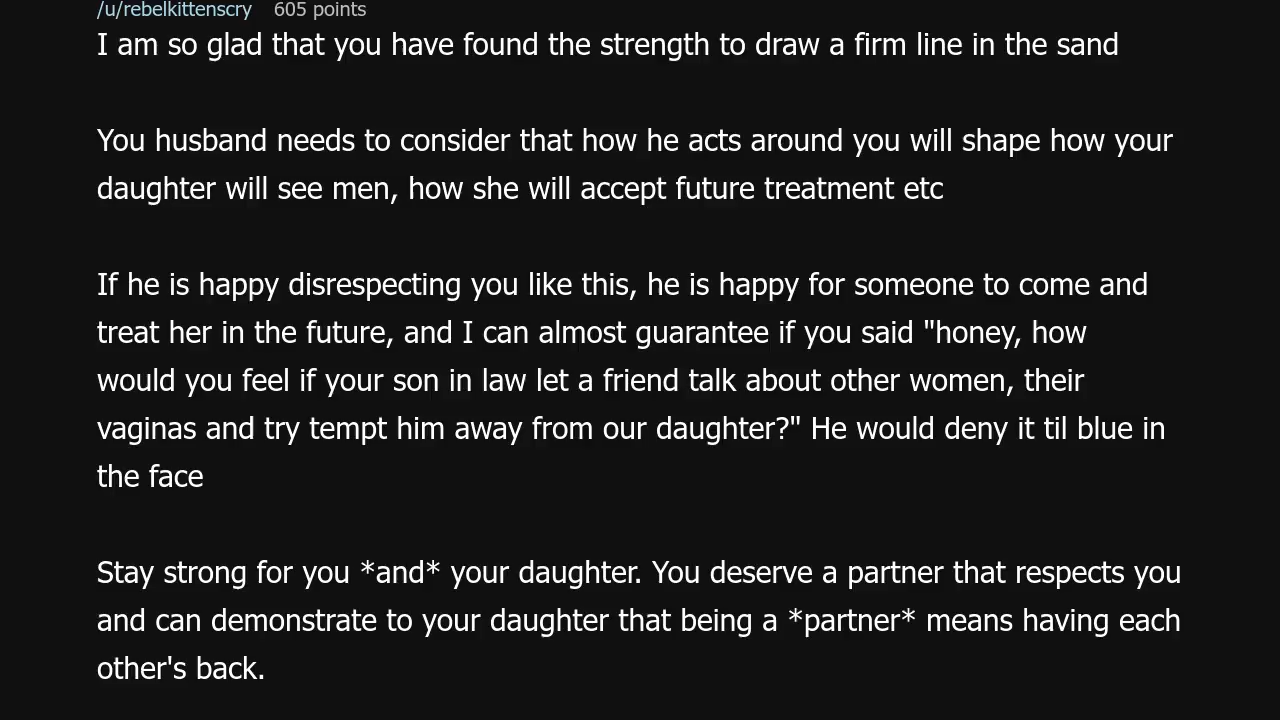 /u/rebelkittenscry 605 points
I am so glad that you have found the strength to draw a firm line in the sand
You husband needs to consider that how he acts around you will shape how your
daughter will see men, how she will accept future treatment etc
If he is happy disrespecting you like this, he is happy for someone to come and
treat her in the future, and I can almost guarantee if you said "honey, how
would you feel if your son in law let a friend talk about other women, their
vaginas and try tempt him away from our daughter?" He would deny it til blue in
the face
Stay strong for you *and* your daughter. You deserve a partner that respects you
and can demonstrate to your daughter that being a *partner* means having each
other's back.